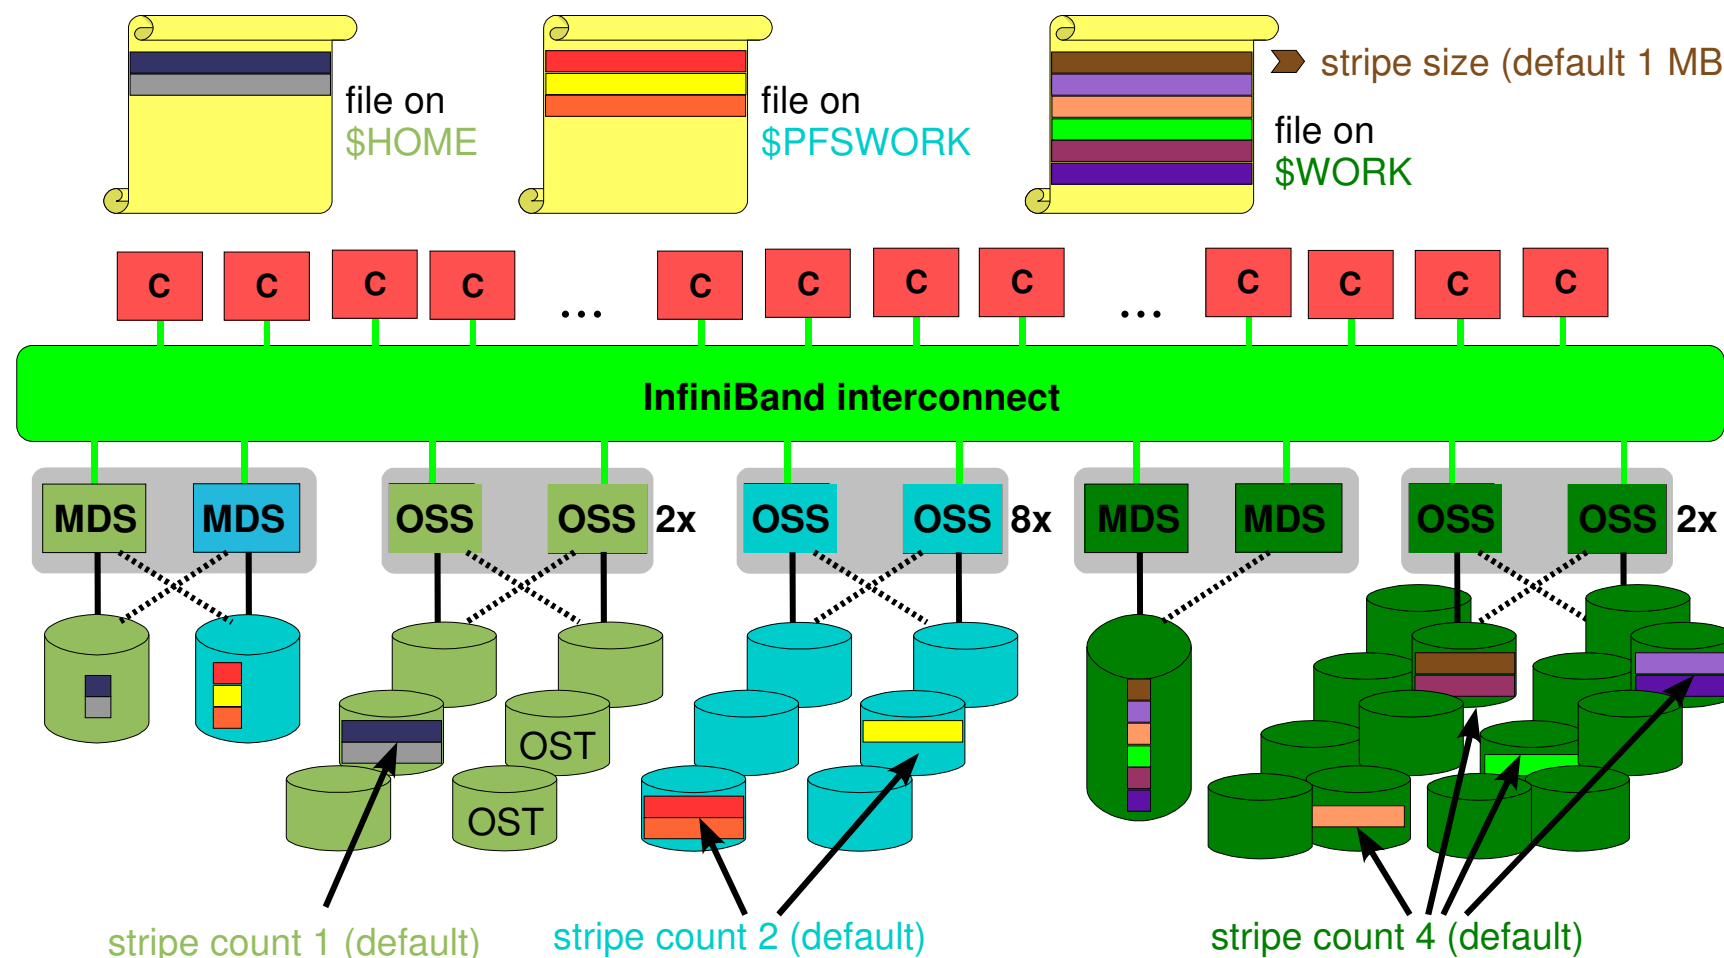 file on
$HOME
file on
$PFSWORK
stripe size (default 1 MB
file on
$WORK
C C C C ... C C C C ... C C C C
InfiniBand interconnect
MDS MDS OSS OSS 2x OSS OSS 8x MDS MDS OSS OSS 2x
OST
OST
stripe count 1 (default)
stripe count 2 (default)
stripe count 4 (default)